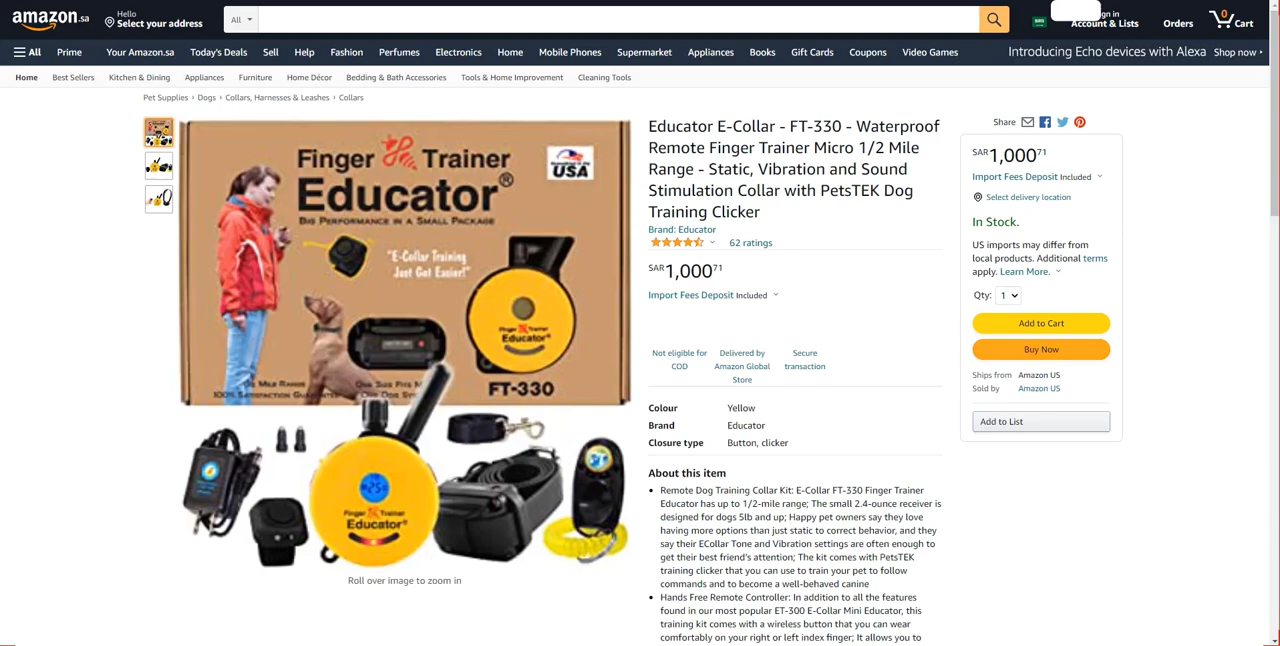 amazon.sa
Hello
Select your address
All
Account & Lists
Orders
0
Cart
All
Prime
Your Amazon.sa
Today's Deals
Sell
Help
Fashion
Perfumes
Electronics
Home
Mobile Phones
Supermarket
Appliances
Books
Gift Cards
Coupons
Video Games
Introducing Echo devices with Alexa Shop now
Home
Best Sellers
Kitchen & Dining
Appliances
Furniture
Home Décor
Bedding & Bath Accessories
Tools & Home Improvement
Cleaning Tools
Pet Supplies › Dogs › Collars, Harnesses & Leashes › Collars
Finger Trainer
Educator®
Big Performance in a Small Package
USA
"E-Collar Training
Just Got Easier!"
Finger Trainer
Educator
FT-330
25
Finger Trainer
Educator®
Roll over image to zoom in
Educator E-Collar - FT-330 - Waterproof
Remote Finger Trainer Micro 1/2 Mile
Range - Static, Vibration and Sound
Stimulation Collar with PetsTEK Dog
Training Clicker
Brand: Educator
62 ratings
SAR1,000.71
Import Fees Deposit Included
Not eligible for
COD
Delivered by
Amazon Global
Store
Secure
transaction
Colour Yellow
Brand Educator
Closure type Button, clicker
About this item
• Remote Dog Training Collar Kit: E-Collar FT-330 Finger Trainer
Educator has up to 1/2-mile range; The small 2.4-ounce receiver is
designed for dogs 5lb and up; Happy pet owners say they love
having more options than just static to correct behavior, and they
say their ECollar Tone and Vibration settings are often enough to
get their best friend's attention; The kit comes with PetsTEK
training clicker that you can use to train your pet to follow
commands and to become a well-behaved canine
• Hands Free Remote Controller: In addition to all the features
found in our most popular ET-300 E-Collar Mini Educator, this
training kit comes with a wireless button that you can wear
comfortably on your right or left index finger; It allows you to
Share
SAR1,000.71
Import Fees Deposit Included
Select delivery location
In Stock.
US imports may differ from
local products. Additional terms
apply. Learn More.
Qty: 1
Add to Cart
Buy Now
Ships from Amazon US
Sold by Amazon US
Add to List